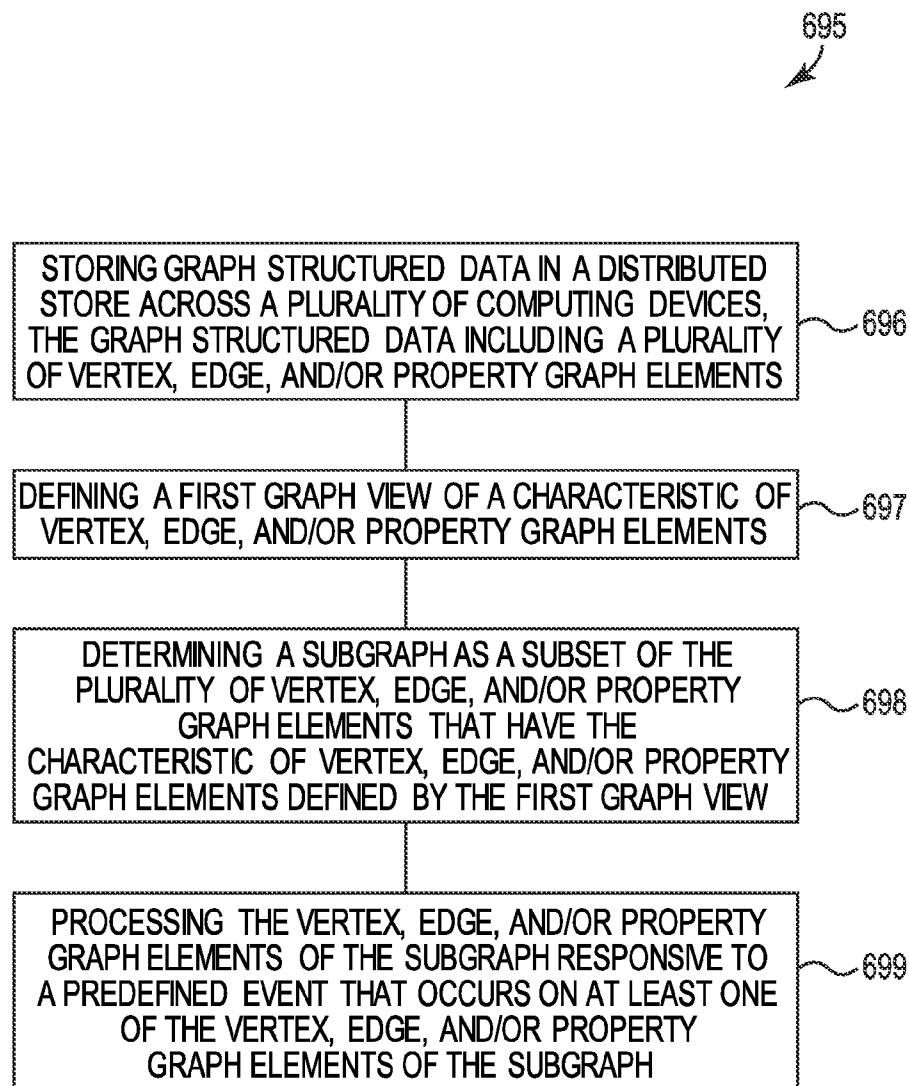 695
STORING GRAPH STRUCTURED DATA IN A DISTRIBUTED
STORE ACROSS A PLURALITY OF COMPUTING DEVICES,
THE GRAPH STRUCTURED DATA INCLUDING A PLURALITY
OF VERTEX, EDGE, AND/OR PROPERTY GRAPH ELEMENTS
696
DEFINING A FIRST GRAPH VIEW OF A CHARACTERISTIC OF
VERTEX, EDGE, AND/OR PROPERTY GRAPH ELEMENTS
697
DETERMINING A SUBGRAPH AS A SUBSET OF THE
PLURALITY OF VERTEX, EDGE, AND/OR PROPERTY
GRAPH ELEMENTS THAT HAVE THE
CHARACTERISTIC OF VERTEX, EDGE, AND/OR PROPERTY
GRAPH ELEMENTS DEFINED BY THE FIRST GRAPH VIEW
698
PROCESSING THE VERTEX, EDGE, AND/OR PROPERTY
GRAPH ELEMENTS OF THE SUBGRAPH RESPONSIVE TO
A PREDEFINED EVENT THAT OCCURS ON AT LEAST ONE
OF THE VERTEX, EDGE, AND/OR PROPERTY
GRAPH ELEMENTS OF THE SUBGRAPH
699